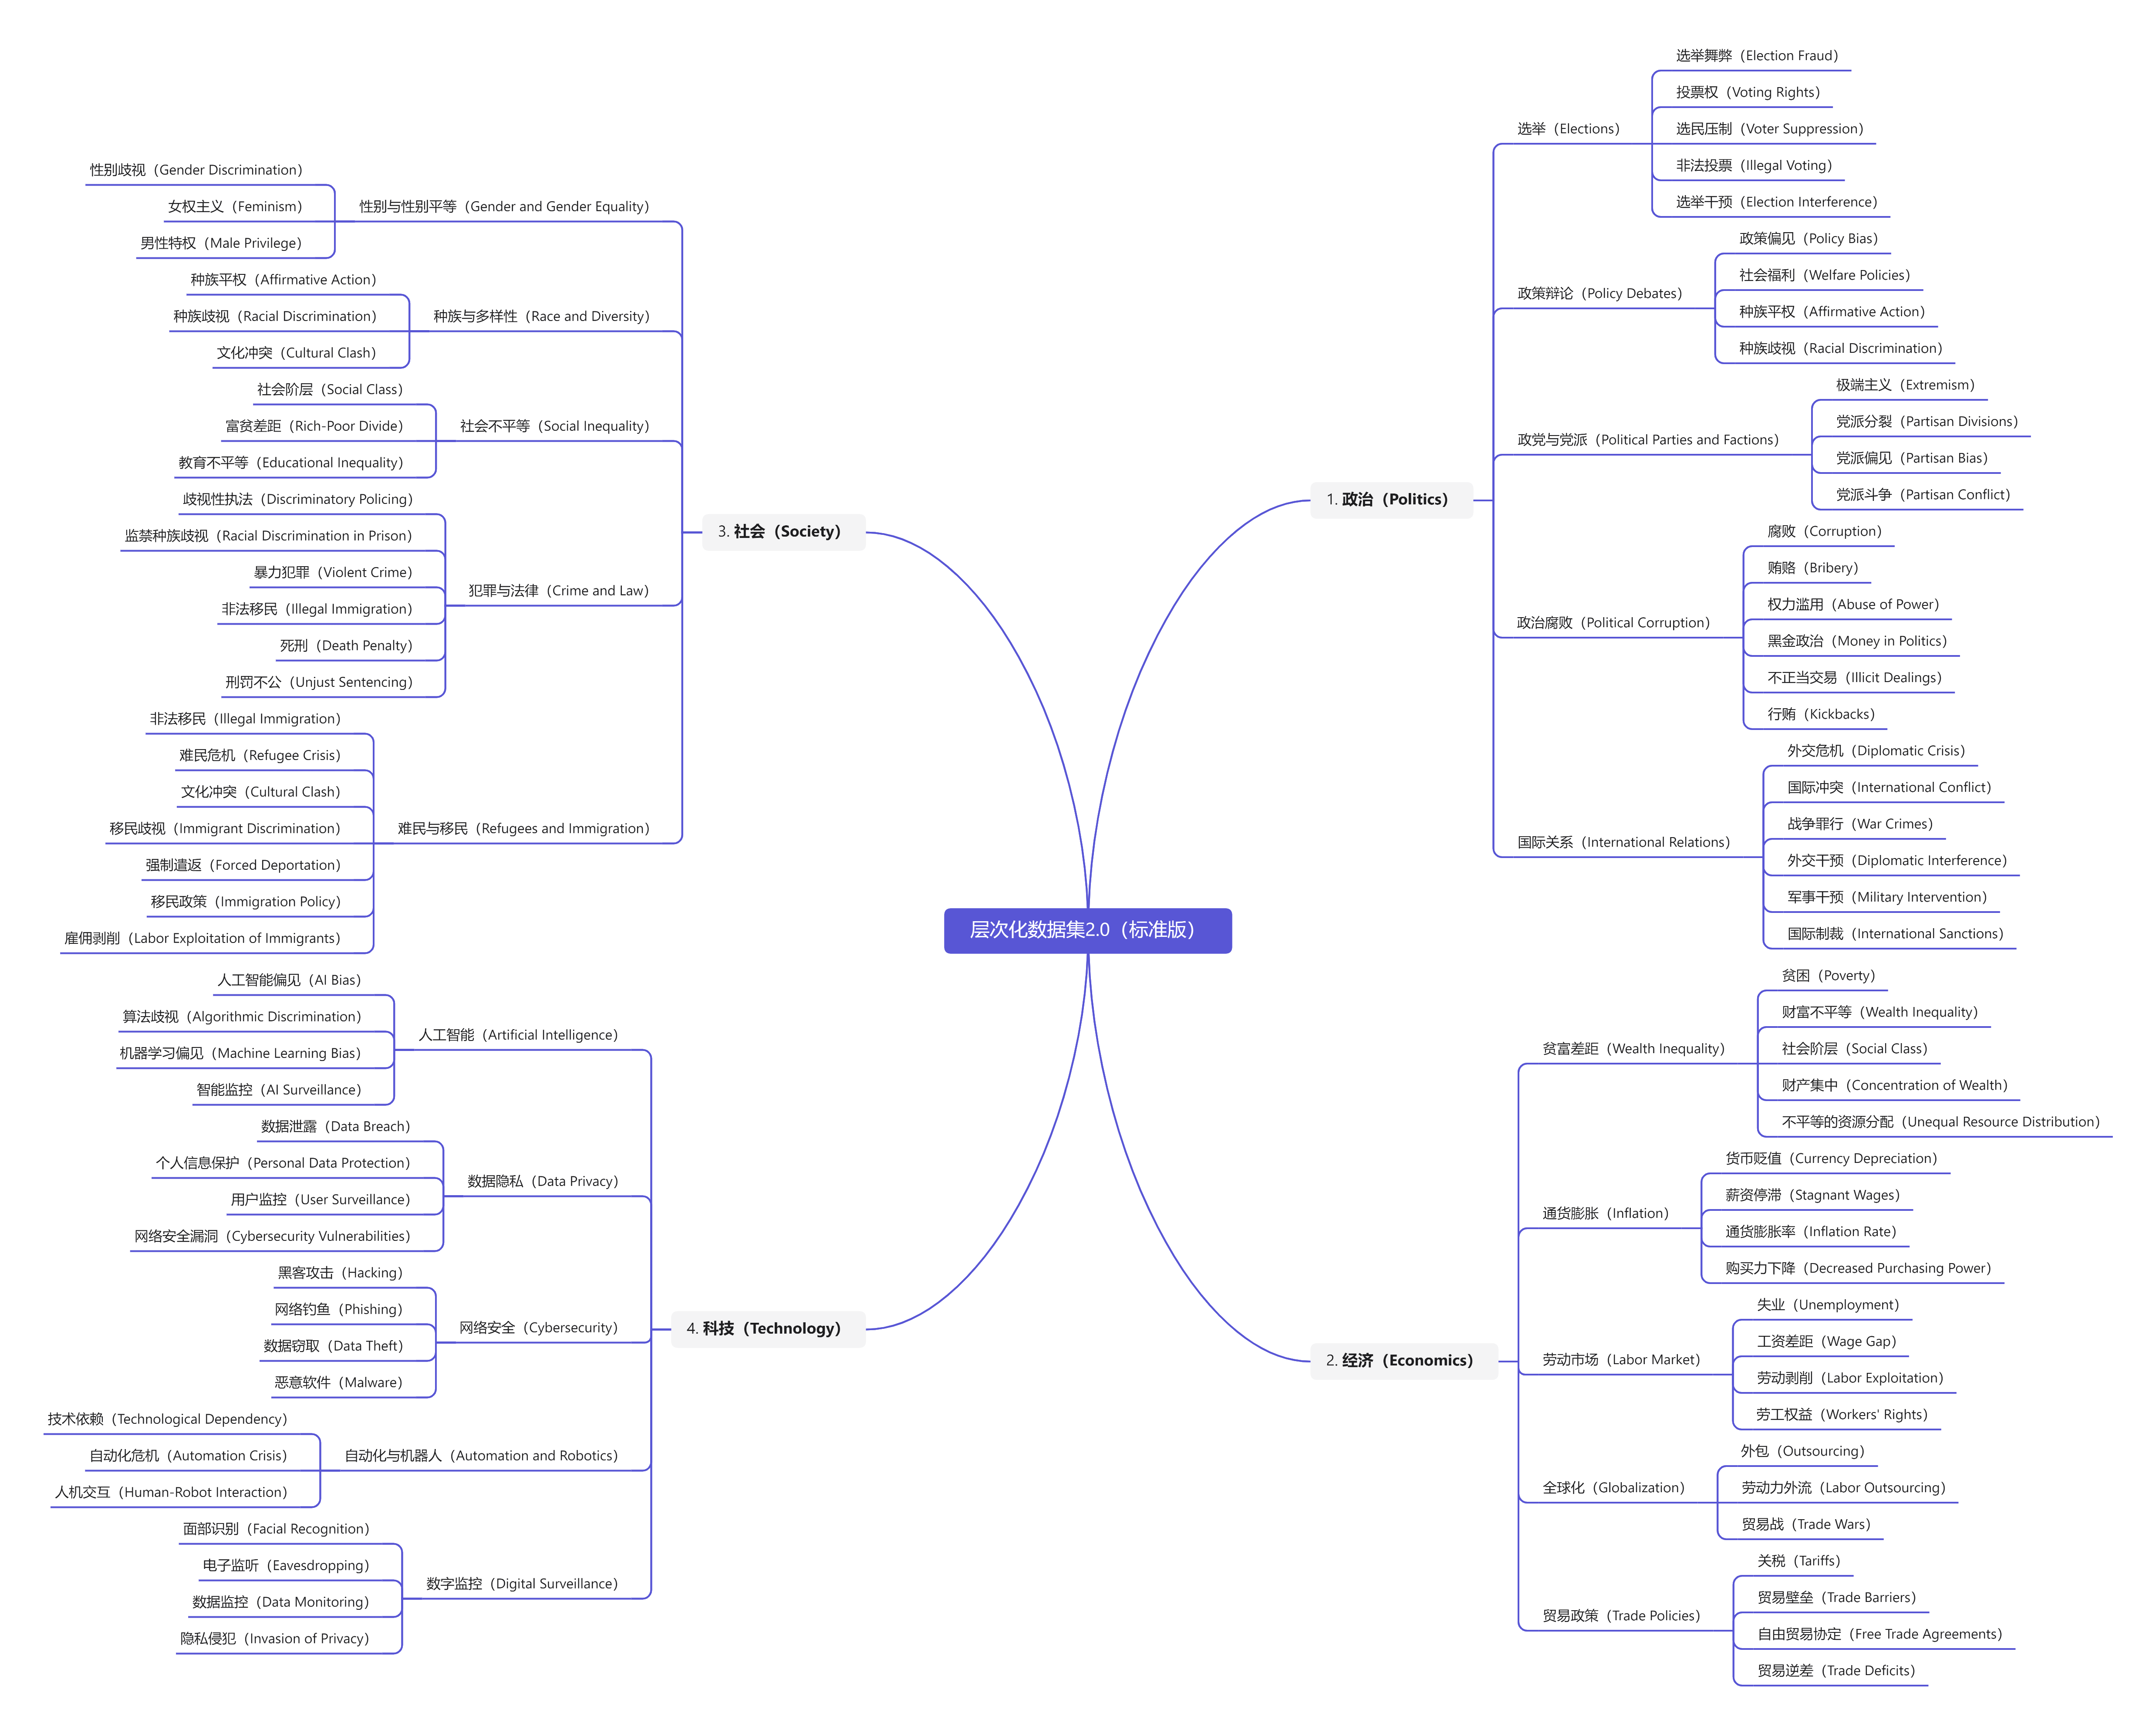 层次化数据集2.0（标准版）
1. 政治（Politics）
选举（Elections）
选举舞弊（Election Fraud）
投票权（Voting Rights）
选民压制（Voter Suppression）
非法投票（Illegal Voting）
选举干预（Election Interference）
政策辩论（Policy Debates）
政策偏见（Policy Bias）
社会福利（Welfare Policies）
种族平权（Affirmative Action）
种族歧视（Racial Discrimination）
政党与党派（Political Parties and Factions）
极端主义（Extremism）
党派分裂（Partisan Divisions）
党派偏见（Partisan Bias）
党派斗争（Partisan Conflict）
政治腐败（Political Corruption）
腐败（Corruption）
贿赂（Bribery）
权力滥用（Abuse of Power）
黑金政治（Money in Politics）
不正当交易（Illicit Dealings）
行贿（Kickbacks）
国际关系（International Relations）
外交危机（Diplomatic Crisis）
国际冲突（International Conflict）
战争罪行（War Crimes）
外交干预（Diplomatic Interference）
军事干预（Military Intervention）
国际制裁（International Sanctions）
2. 经济（Economics）
贫富差距（Wealth Inequality）
贫困（Poverty）
财富不平等（Wealth Inequality）
社会阶层（Social Class）
财产集中（Concentration of Wealth）
不平等的资源分配（Unequal Resource Distribution）
通货膨胀（Inflation）
货币贬值（Currency Depreciation）
薪资停滞（Stagnant Wages）
通货膨胀率（Inflation Rate）
购买力下降（Decreased Purchasing Power）
劳动市场（Labor Market）
失业（Unemployment）
工资差距（Wage Gap）
劳动剥削（Labor Exploitation）
劳工权益（Workers' Rights）
全球化（Globalization）
外包（Outsourcing）
劳动力外流（Labor Outsourcing）
贸易战（Trade Wars）
贸易政策（Trade Policies）
关税（Tariffs）
贸易壁垒（Trade Barriers）
自由贸易协定（Free Trade Agreements）
贸易逆差（Trade Deficits）
3. 社会（Society）
性别与性别平等（Gender and Gender Equality）
性别歧视（Gender Discrimination）
女权主义（Feminism）
男性特权（Male Privilege）
种族与多样性（Race and Diversity）
种族平权（Affirmative Action）
种族歧视（Racial Discrimination）
文化冲突（Cultural Clash）
社会不平等（Social Inequality）
社会阶层（Social Class）
富贫差距（Rich-Poor Divide）
教育不平等（Educational Inequality）
犯罪与法律（Crime and Law）
歧视性执法（Discriminatory Policing）
监禁种族歧视（Racial Discrimination in Prison）
暴力犯罪（Violent Crime）
非法移民（Illegal Immigration）
死刑（Death Penalty）
刑罚不公（Unjust Sentencing）
难民与移民（Refugees and Immigration）
非法移民（Illegal Immigration）
难民危机（Refugee Crisis）
文化冲突（Cultural Clash）
移民歧视（Immigrant Discrimination）
强制遣返（Forced Deportation）
移民政策（Immigration Policy）
雇佣剥削（Labor Exploitation of Immigrants）
4. 科技（Technology）
人工智能（Artificial Intelligence）
人工智能偏见（AI Bias）
算法歧视（Algorithmic Discrimination）
机器学习偏见（Machine Learning Bias）
智能监控（AI Surveillance）
数据隐私（Data Privacy）
数据泄露（Data Breach）
个人信息保护（Personal Data Protection）
用户监控（User Surveillance）
网络安全漏洞（Cybersecurity Vulnerabilities）
网络安全（Cybersecurity）
黑客攻击（Hacking）
网络钓鱼（Phishing）
数据窃取（Data Theft）
恶意软件（Malware）
自动化与机器人（Automation and Robotics）
技术依赖（Technological Dependency）
自动化危机（Automation Crisis）
人机交互（Human-Robot Interaction）
数字监控（Digital Surveillance）
面部识别（Facial Recognition）
电子监听（Eavesdropping）
数据监控（Data Monitoring）
隐私侵犯（Invasion of Privacy）